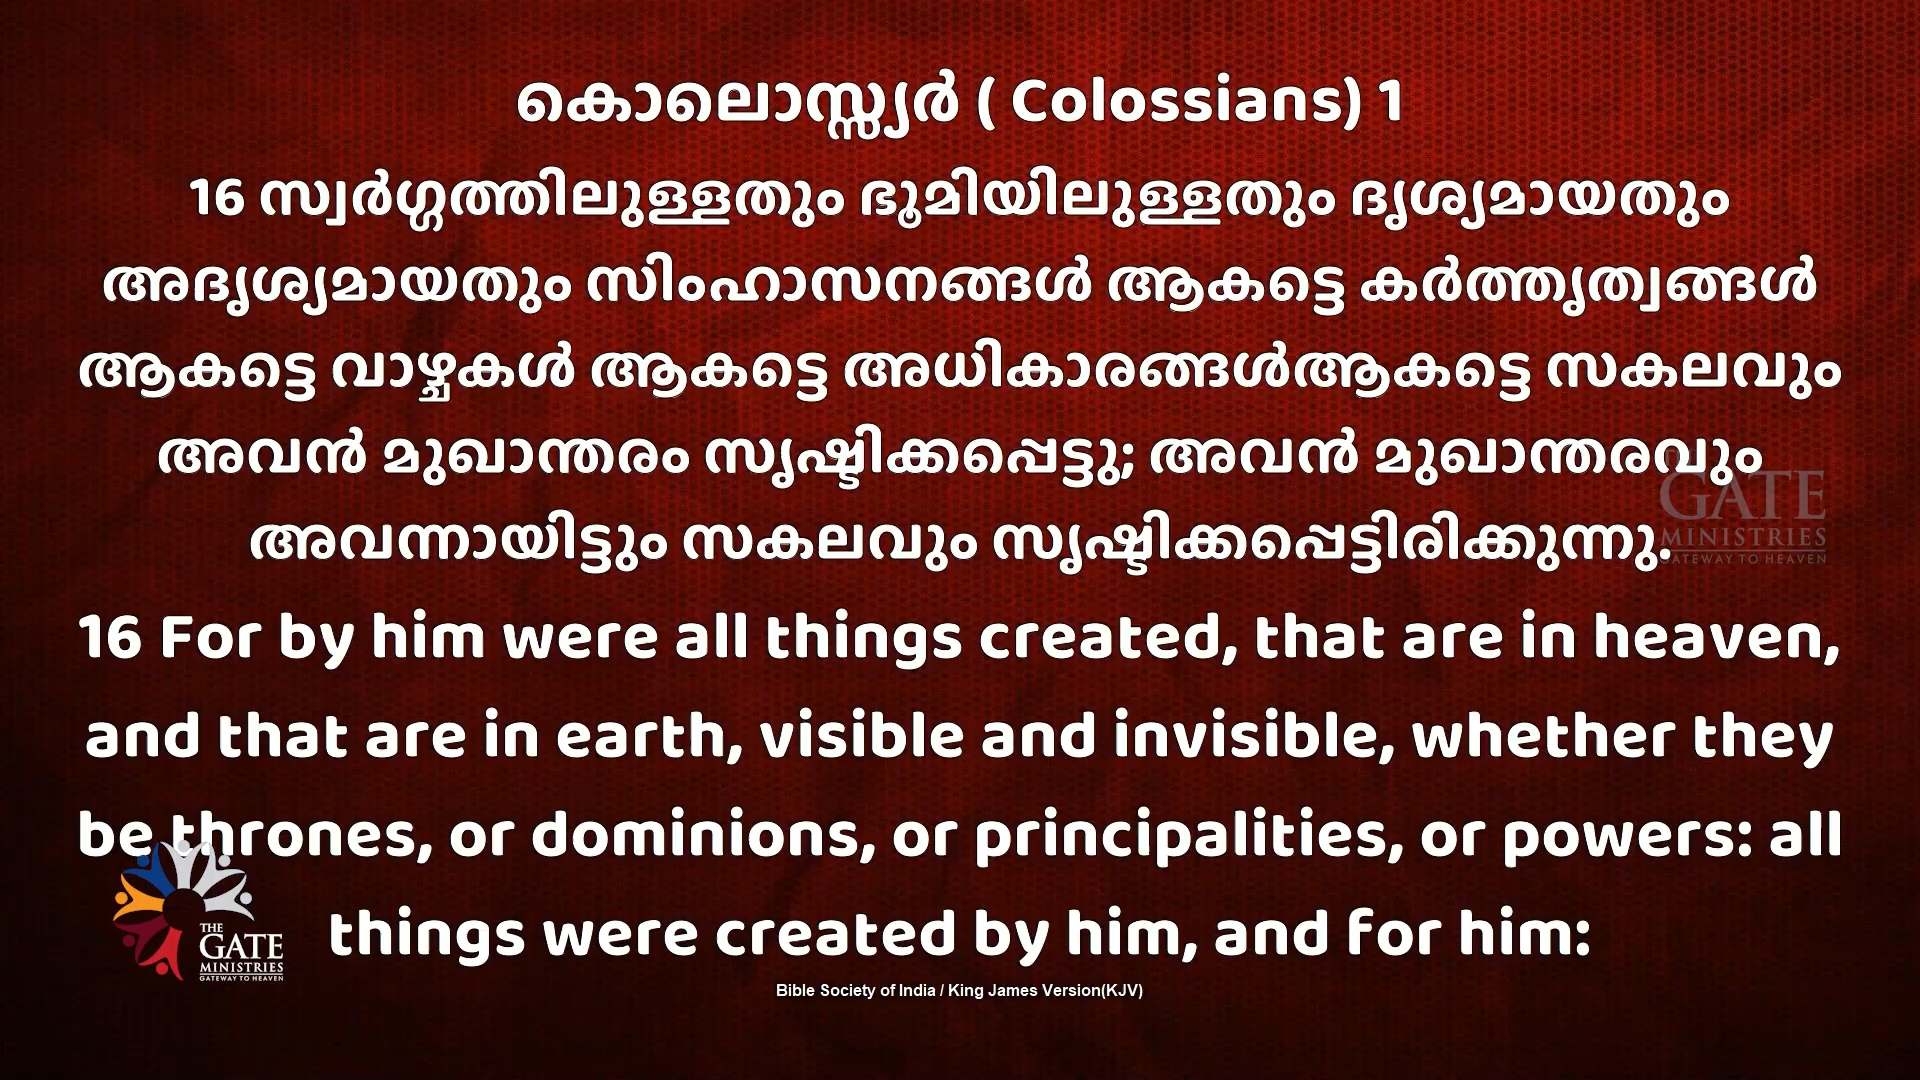 കൊലൊസ്സ്യർ ( Colossians) 1
16 സ്വർഗ്ഗത്തിലുള്ളതും ഭൂമിയിലുള്ളതും ദൃശ്യമായതും
അദൃശ്യമായതും സിംഹാസനങ്ങൾ ആകട്ടെ കർത്തൃത്വങ്ങൾ
ആകട്ടെ വാഴ്ചകൾ ആകട്ടെ അധികാരങ്ങൾആകട്ടെ സകലവും
അവൻ മുഖാന്തരം സൃഷ്ടിക്കപ്പെട്ടു; അവൻ മുഖാന്തരവും
അവന്നായിട്ടും സകലവും സൃഷ്ടിക്കപ്പെട്ടിരിക്കുന്നു.
THE
GATE
MINISTRIES
GATEWAY TO HEAVEN
16 For by him were all things created, that are in heaven,
and that are in earth, visible and invisible, whether they
be thrones, or dominions, or principalities, or powers: all
things were created by him, and for him:
THE
GATE
MINISTRIES
GATEWAY TO HEAVEN
Bible Society of India / King James Version(KJV)